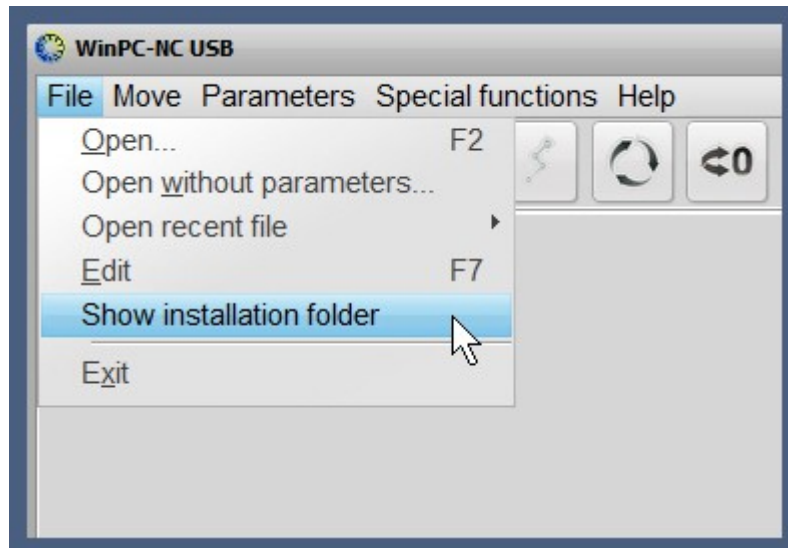 WinPC-NC USB
File Move Parameters Special functions Help
Open... F2
Open without parameters...
Open recent file
Edit F7
Show installation folder
Exit
0